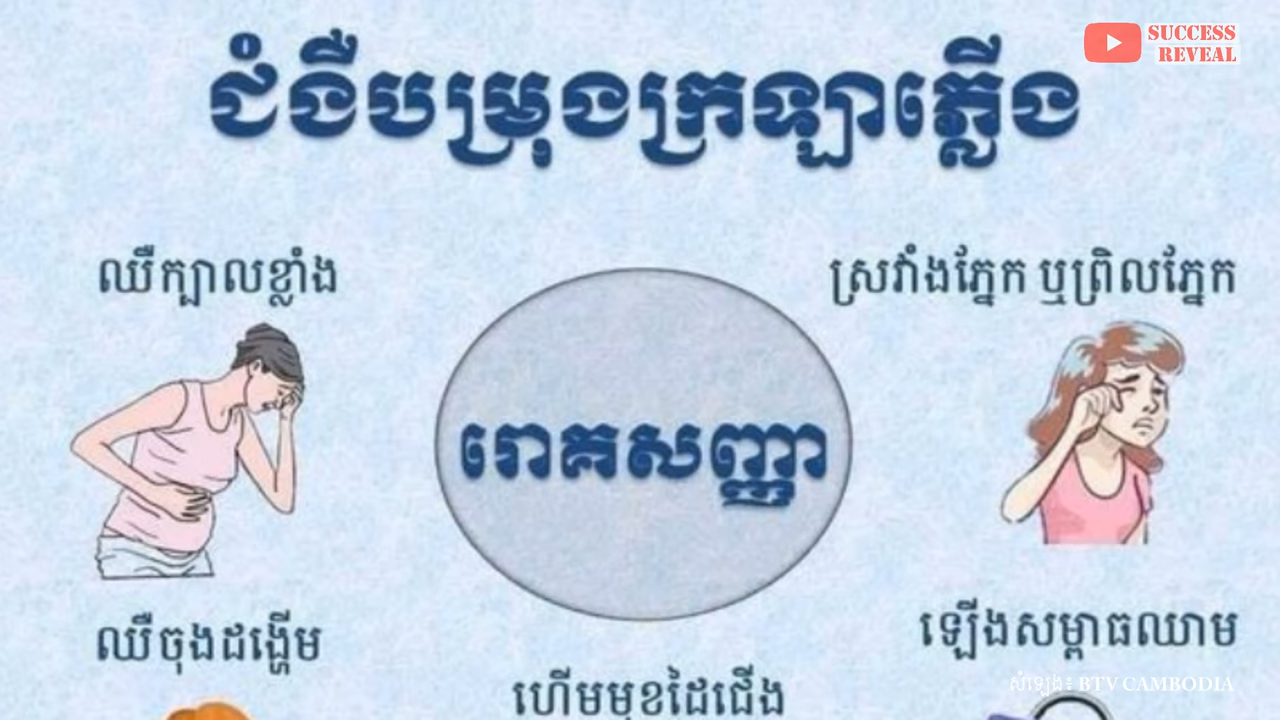 SUCCESS
REVEAL
ជំងឺបម្រុងក្រឡាភ្លើង
ឈឺក្បាលខ្លាំង
ស្រវាំងភ្នែក ឬព្រិលភ្នែក
រោគសញ្ញា
ឈឺចុងដង្ហើម
ឡើងសម្ពាធឈាម
ហើមមុខដៃជើង
សំឡេង៖ BTV CAMBODIA